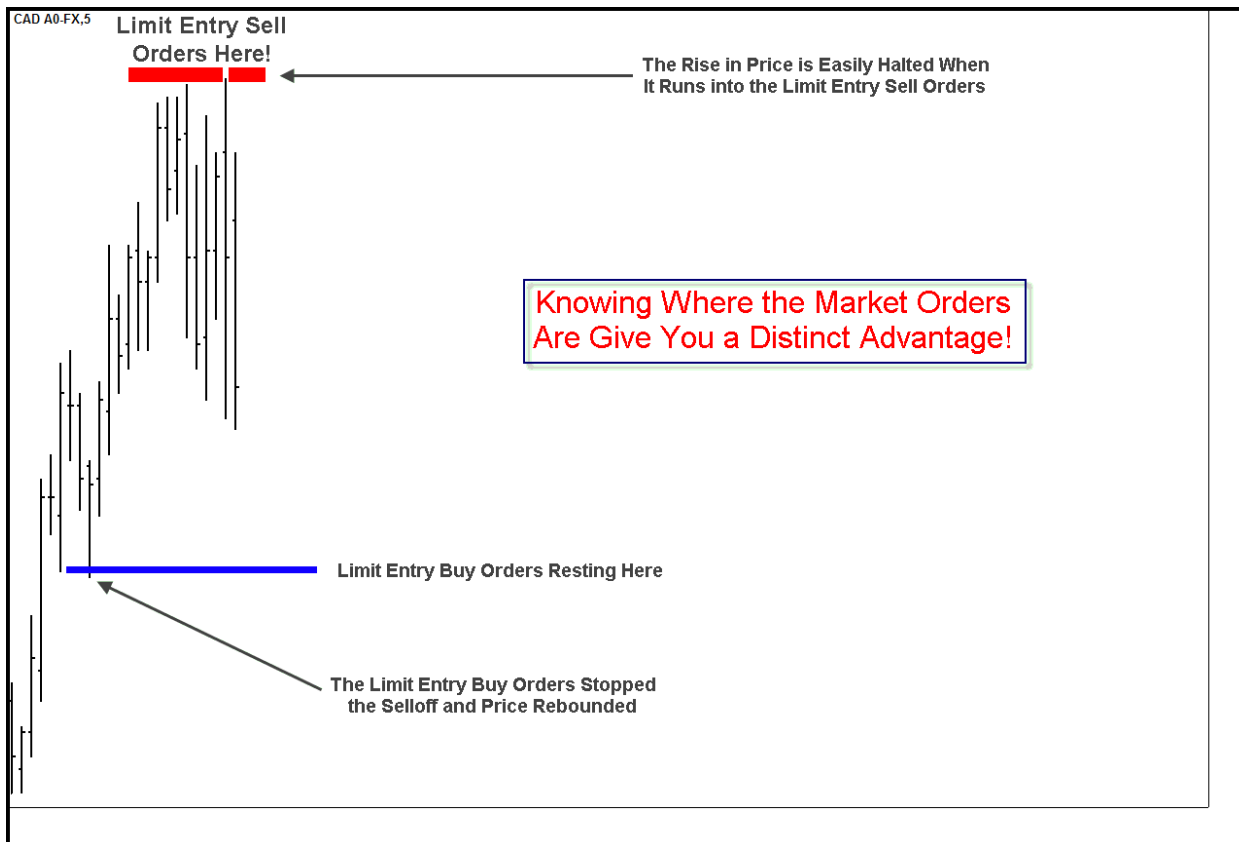 CAD A0-FX,5
Limit Entry Sell
Orders Here!
The Rise in Price is Easily Halted When
It Runs into the Limit Entry Sell Orders
Knowing Where the Market Orders
Are Give You a Distinct Advantage!
Limit Entry Buy Orders Resting Here
The Limit Entry Buy Orders Stopped
the Selloff and Price Rebounded